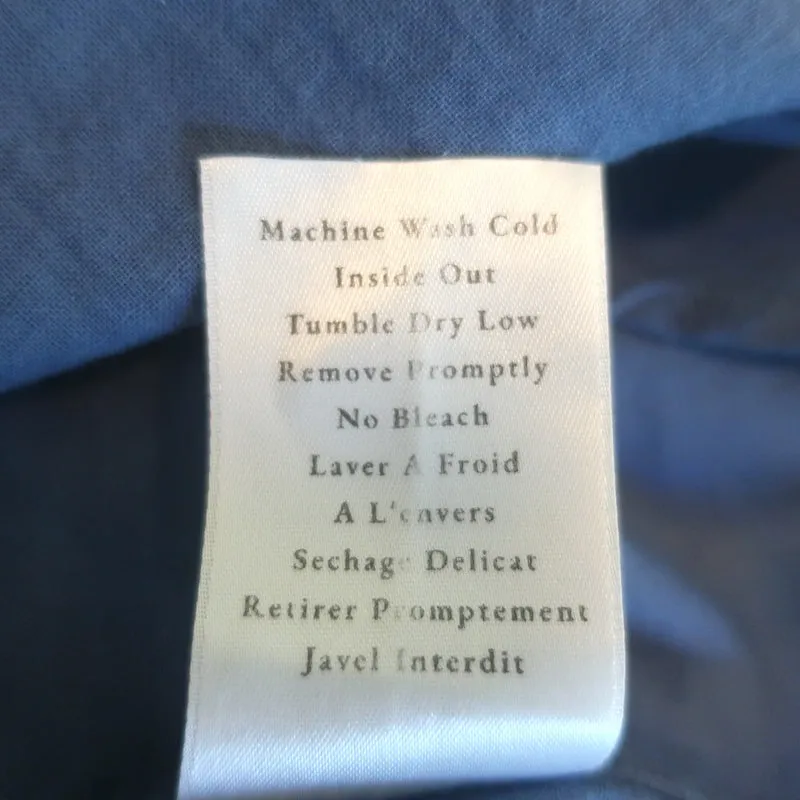 Machine Wash Cold
Inside Out
Tumble Dry Low
Remove Promptly
No Bleach
Laver A Froid
A L'envers
Sechage Delicat
Retirer Promptement
Javel Interdit